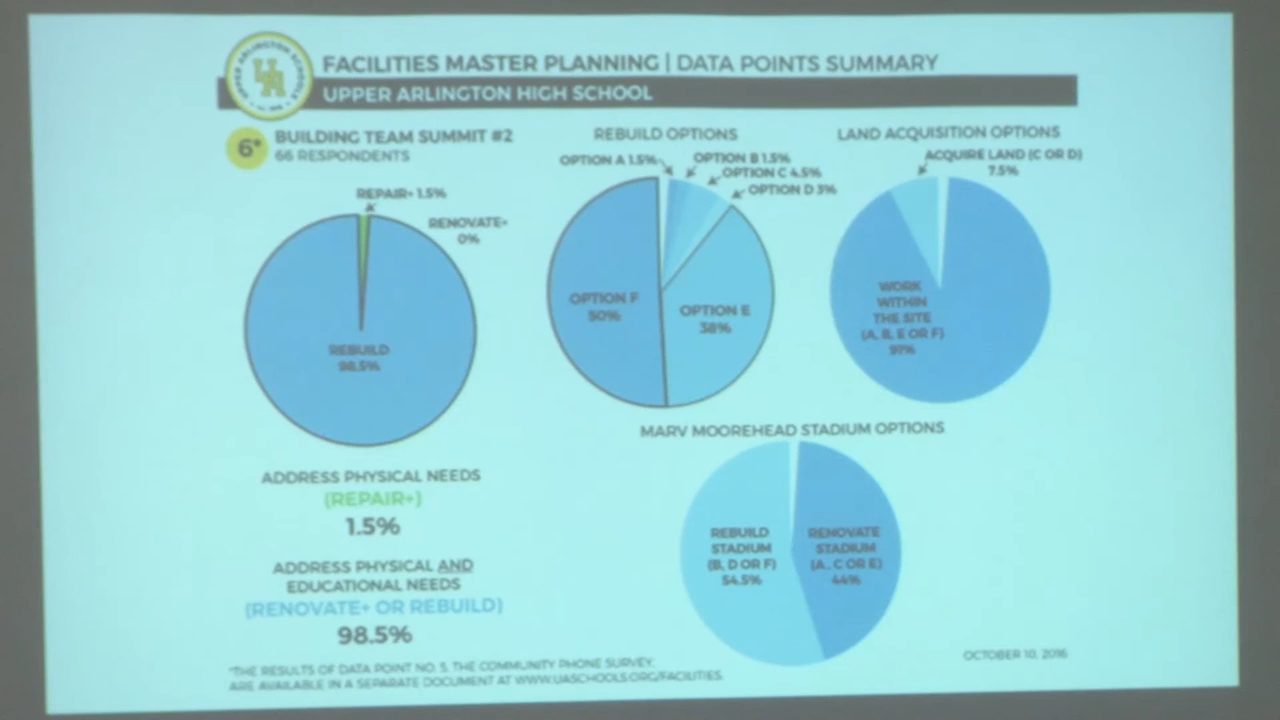 FACILITIES MASTER PLANNING | DATA POINTS SUMMARY
UPPER ARLINGTON HIGH SCHOOL
UPPER ARLINGTON SCHOOLS
UA
6*
BUILDING TEAM SUMMIT #2
66 RESPONDENTS
REPAIR+ 1.5%
RENOVATE+
0%
REBUILD
98.5%
ADDRESS PHYSICAL NEEDS
(REPAIR+)
1.5%
ADDRESS PHYSICAL AND
EDUCATIONAL NEEDS
(RENOVATE+ OR REBUILD)
98.5%
REBUILD OPTIONS
OPTION A 1.5%
OPTION B 1.5%
OPTION C 4.5%
OPTION D 3%
OPTION F
50%
OPTION E
38%
LAND ACQUISITION OPTIONS
ACQUIRE LAND (C OR D)
7.5%
WORK
WITHIN
THE SITE
(A, B, E OR F)
91%
MARV MOOREHEAD STADIUM OPTIONS
REBUILD
STADIUM
(B, D OR F)
54.5%
RENOVATE
STADIUM
(A, C OR E)
44%
*THE RESULTS OF DATA POINT NO. 5, THE COMMUNITY PHONE SURVEY,
ARE AVAILABLE IN A SEPARATE DOCUMENT AT WWW.UASCHOOLS.ORG/FACILITIES.
OCTOBER 10, 2016